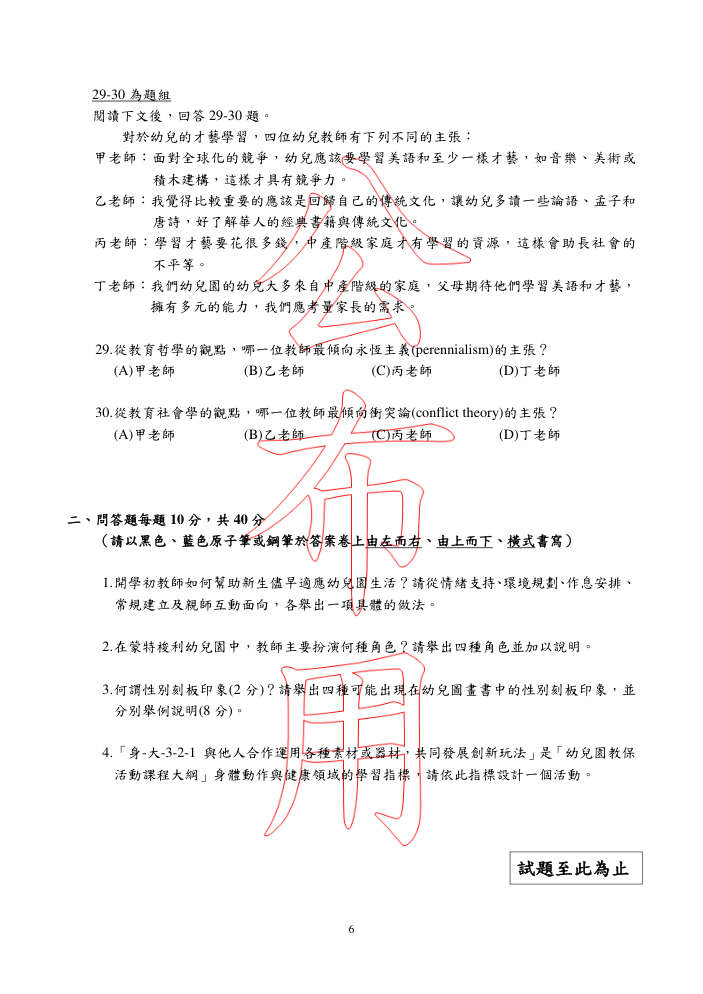 29-30 為題組
閱讀下文後，回答 29-30 題。
對於幼兒的才藝學習，四位幼兒教師有下列不同的主張：
甲老師：面對全球化的競爭，幼兒應該要學習美語和至少一樣才藝，如音樂、美術或
積木建構，這樣才具有競爭力。
乙老師：我覺得比較重要的應該是回歸自己的傳統文化，讓幼兒多讀一些論語、孟子和
唐詩，好了解華人的經典書籍與傳統文化。
丙老師：學習才藝要花很多錢，中產階級家庭才有學習的資源，這樣會助長社會的
不平等。
丁老師：我們幼兒園的幼兒大多來自中產階級的家庭，父母期待他們學習美語和才藝，
擁有多元的能力，我們應考量家長的需求。
29.從教育哲學的觀點，哪一位教師最傾向永恆主義(perennialism)的主張？
(A)甲老師 (B)乙老師 (C)丙老師 (D)丁老師
30.從教育社會學的觀點，哪一位教師最傾向衝突論(conflict theory)的主張？
(A)甲老師 (B)乙老師 (C)丙老師 (D)丁老師
二、問答題每題 10 分，共 40 分
（請以黑色、藍色原子筆或鋼筆於答案卷上由左而右、由上而下、橫式書寫）
1.開學初教師如何幫助新生儘早適應幼兒園生活？請從情緒支持、環境規劃、作息安排、
常規建立及親師互動面向，各舉出一項具體的做法。
2.在蒙特梭利幼兒園中，教師主要扮演何種角色？請舉出四種角色並加以說明。
3.何謂性別刻板印象(2 分)？請舉出四種可能出現在幼兒圖畫書中的性別刻板印象，並
分別舉例說明(8 分)。
4.「身-大-3-2-1 與他人合作運用各種素材或器材，共同發展創新玩法」是「幼兒園教保
活動課程大綱」身體動作與健康領域的學習指標，請依此指標設計一個活動。
試題至此為止
6
公布用